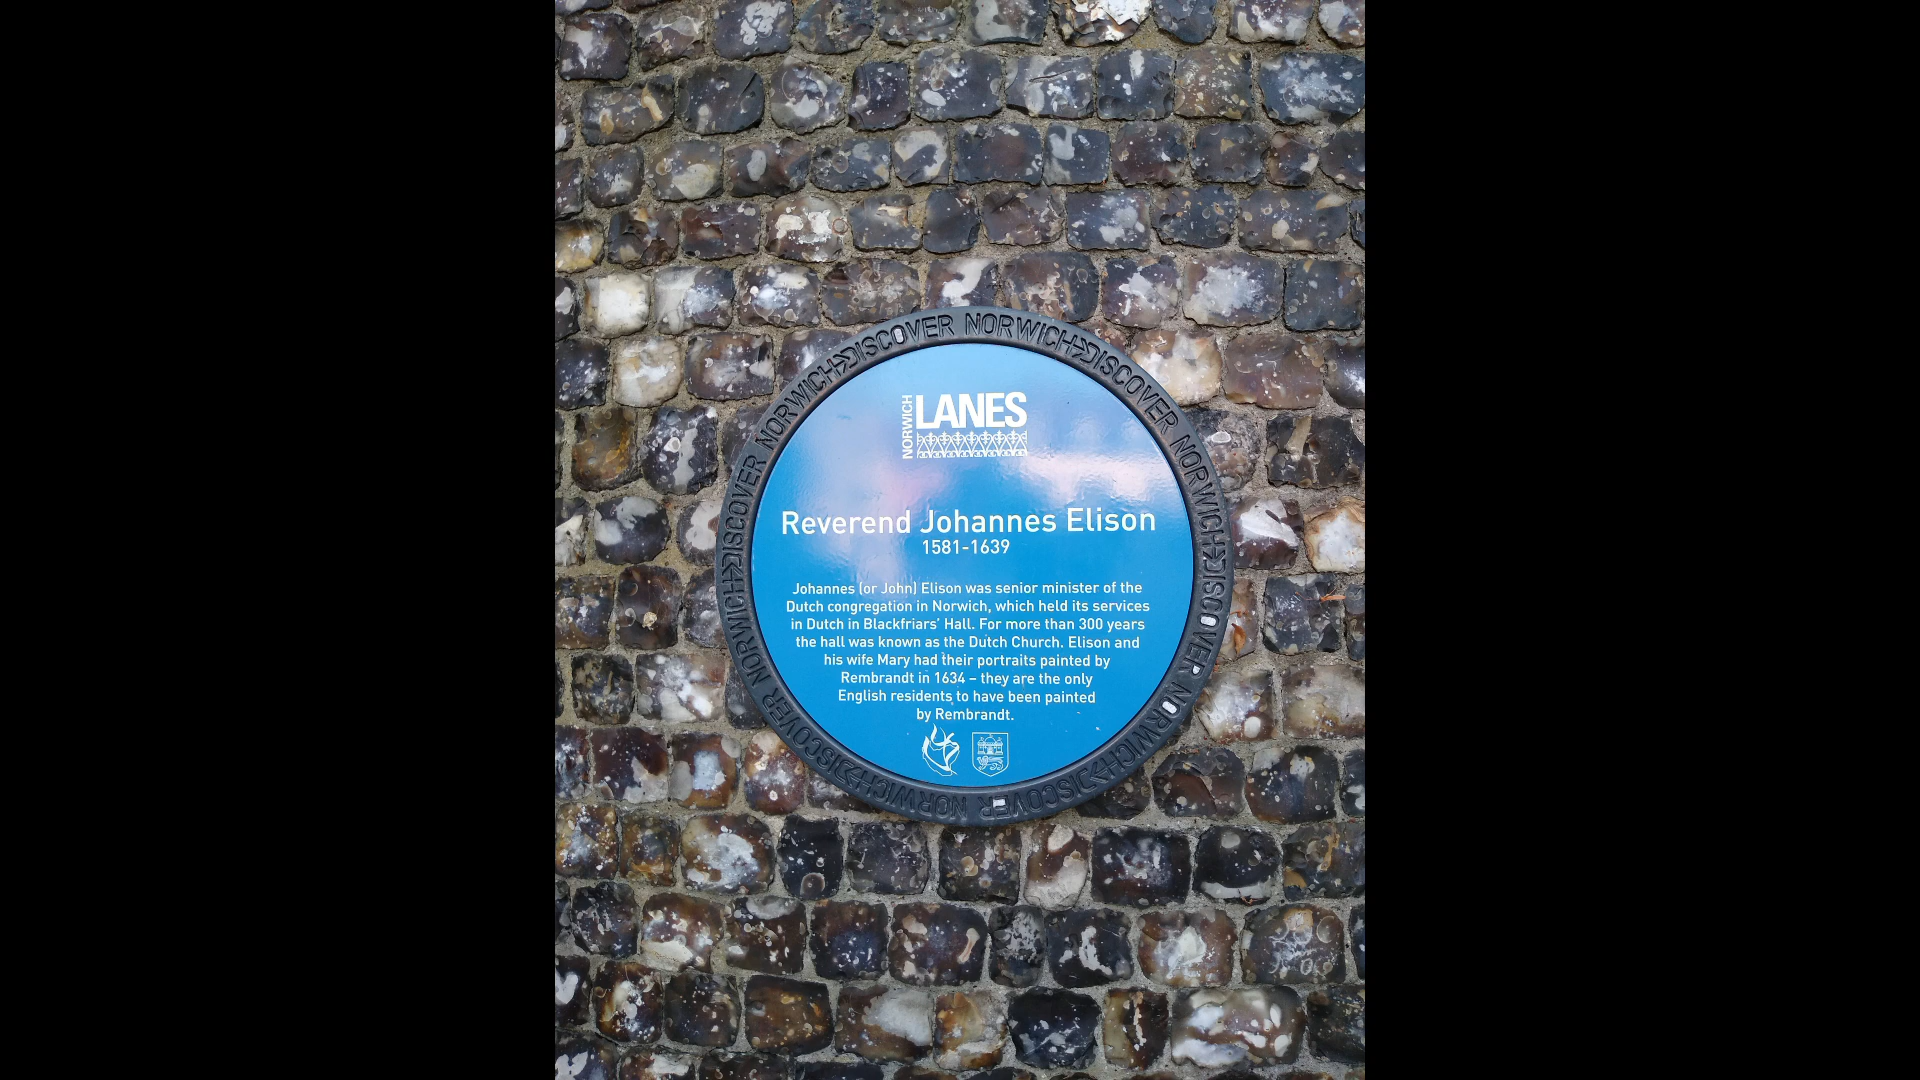 DISCOVER NORWICH > DISCOVER NORWICH > DISCOVER NORWICH > DISCOVER NORWICH > DISCOVER NORWICH >
NORWICH
LANES
Reverend Johannes Elison
1581-1639
Johannes (or John) Elison was senior minister of the
Dutch congregation in Norwich, which held its services
in Dutch in Blackfriars' Hall. For more than 300 years
the hall was known as the Dutch Church. Elison and
his wife Mary had their portraits painted by
Rembrandt in 1634 – they are the only
English residents to have been painted
by Rembrandt.